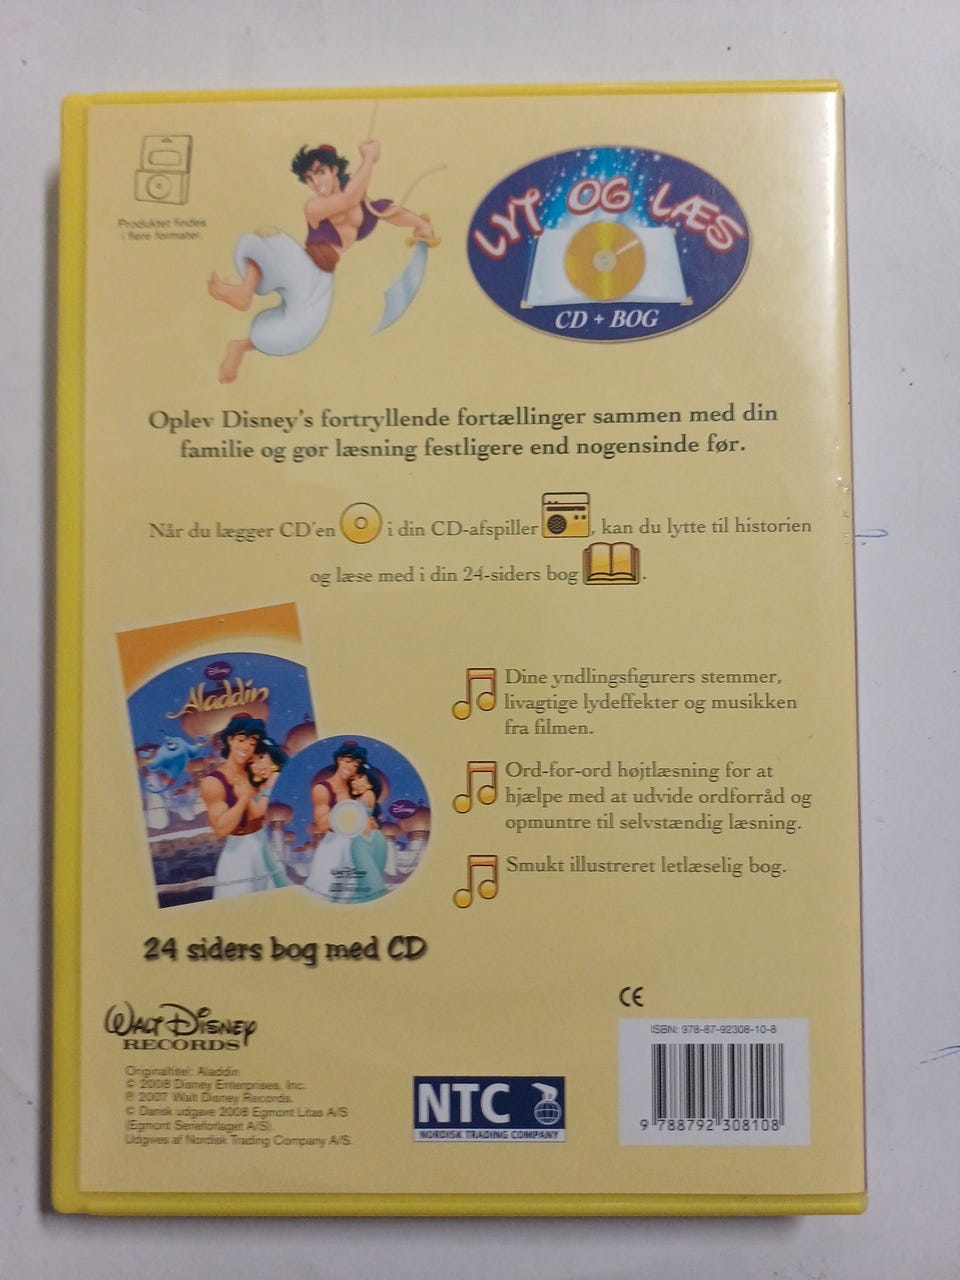 Produktet findes
i flere formater.
LYT OG LÆS
CD + BOG
Oplev Disney's fortryllende fortællinger sammen med din
familie og gør læsning festligere end nogensinde før.
Når du lægger CD'en i din CD-afspiller , kan du lytte til historien
og læse med i din 24-siders bog .
Disney
Aladdin
Disney
Dine yndlingsfigurers stemmer,
livagtige lydeffekter og musikken
fra filmen.
Ord-for-ord højtlæsning for at
hjælpe med at udvide ordforråd og
opmuntre til selvstændig læsning.
Smukt illustreret letlæselig bog.
24 siders bog med CD
WALT DISNEY
RECORDS
Originaltitel: Aladdin
© 2008 Disney Enterprises, Inc.
℗ 2007 Walt Disney Records.
© Dansk udgave 2008 Egmont Litas A/S
(Egmont Serieforlaget A/S).
Udgives af Nordisk Trading Company A/S.
NTC
NORDISK TRADING COMPANY
CE
ISBN: 978-87-92308-10-8
9 788792 308108